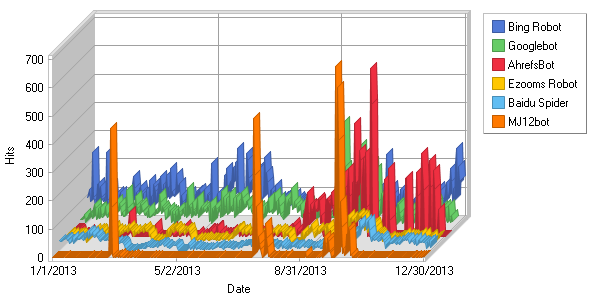 Bing Robot
Googlebot
AhrefsBot
Ezooms Robot
Baidu Spider
MJ12bot
700
600
500
400
300
200
100
0
Hits
1/1/2013 5/2/2013 8/31/2013 12/30/2013
Date